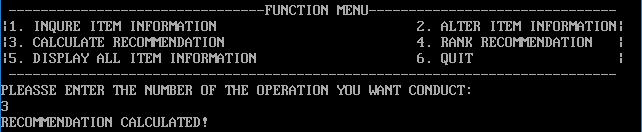 --------------------------------FUNCTION MENU-------------------------------
|1. INQURE ITEM INFORMATION 2. ALTER ITEM INFORMATION|
|3. CALCULATE RECOMMENDATION 4. RANK RECOMMENDATION |
|5. DISPLAY ALL ITEM INFORMATION 6. QUIT |
----------------------------------------------------------------------------
PLEASSE ENTER THE NUMBER OF THE OPERATION YOU WANT CONDUCT:
3
RECOMMENDATION CALCULATED!